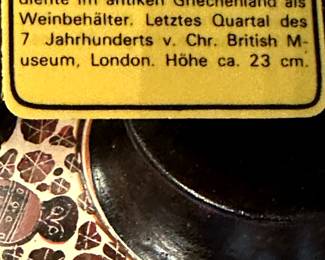 diente im antiken Griechenland als
Weinbehälter. Letztes Quartal des
7 Jahrhunderts v. Chr. British M-
useum, London. Höhe ca. 23 cm.